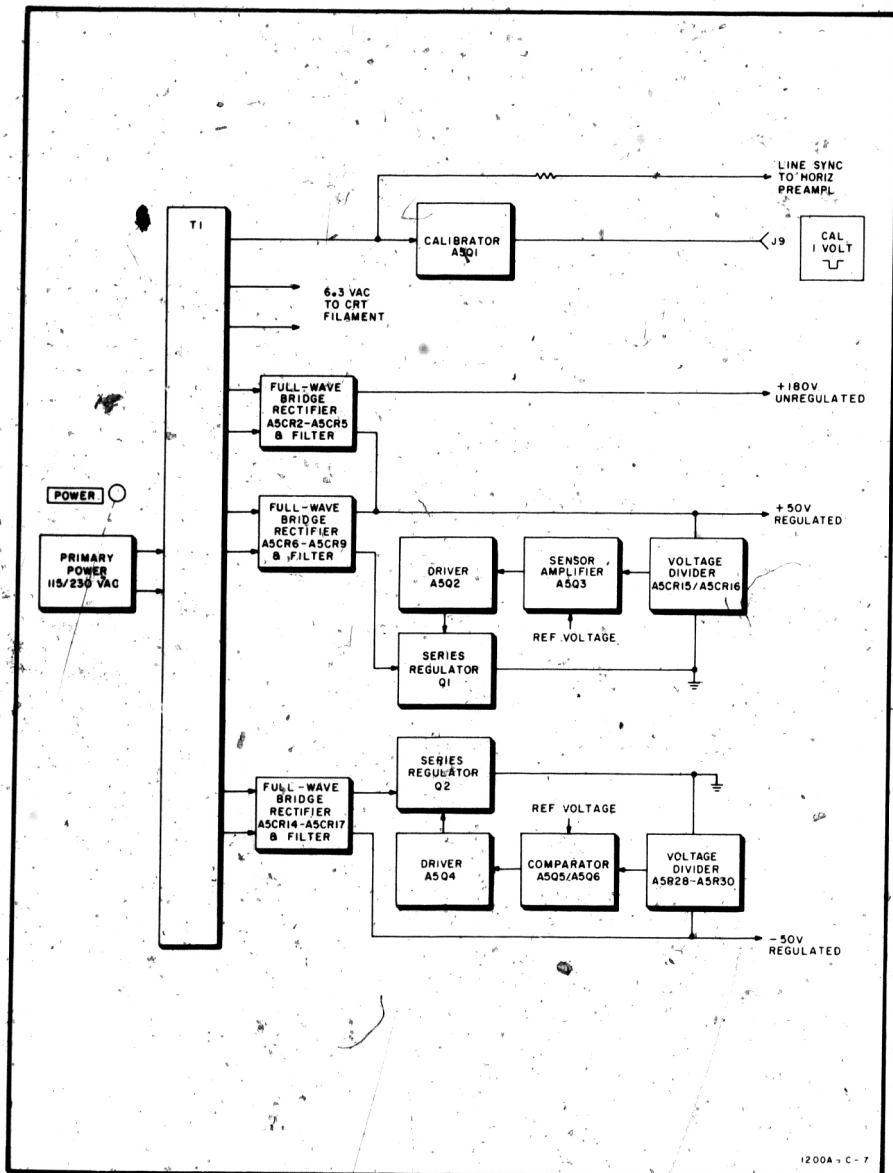 LINE SYNC
TO HORIZ
PREAMPL
T1
CALIBRATOR
A5Q1
J9
CAL
1 VOLT
6.3 VAC
TO CRT
FILAMENT
FULL-WAVE
BRIDGE
RECTIFIER
A5CR2-A5CR5
& FILTER
+180V
UNREGULATED
POWER
PRIMARY
POWER
115/230 VAC
FULL-WAVE
BRIDGE
RECTIFIER
A5CR6-A5CR9
& FILTER
+50V
REGULATED
DRIVER
A5Q2
SENSOR
AMPLIFIER
A5Q3
VOLTAGE
DIVIDER
A5CR15/A5CR16
REF VOLTAGE
SERIES
REGULATOR
Q1
FULL-WAVE
BRIDGE
RECTIFIER
A5CR14-A5CR17
& FILTER
SERIES
REGULATOR
Q2
REF VOLTAGE
DRIVER
A5Q4
COMPARATOR
A5Q5/A5Q6
VOLTAGE
DIVIDER
A5R28-A5R30
-50V
REGULATED
1200A-C-7